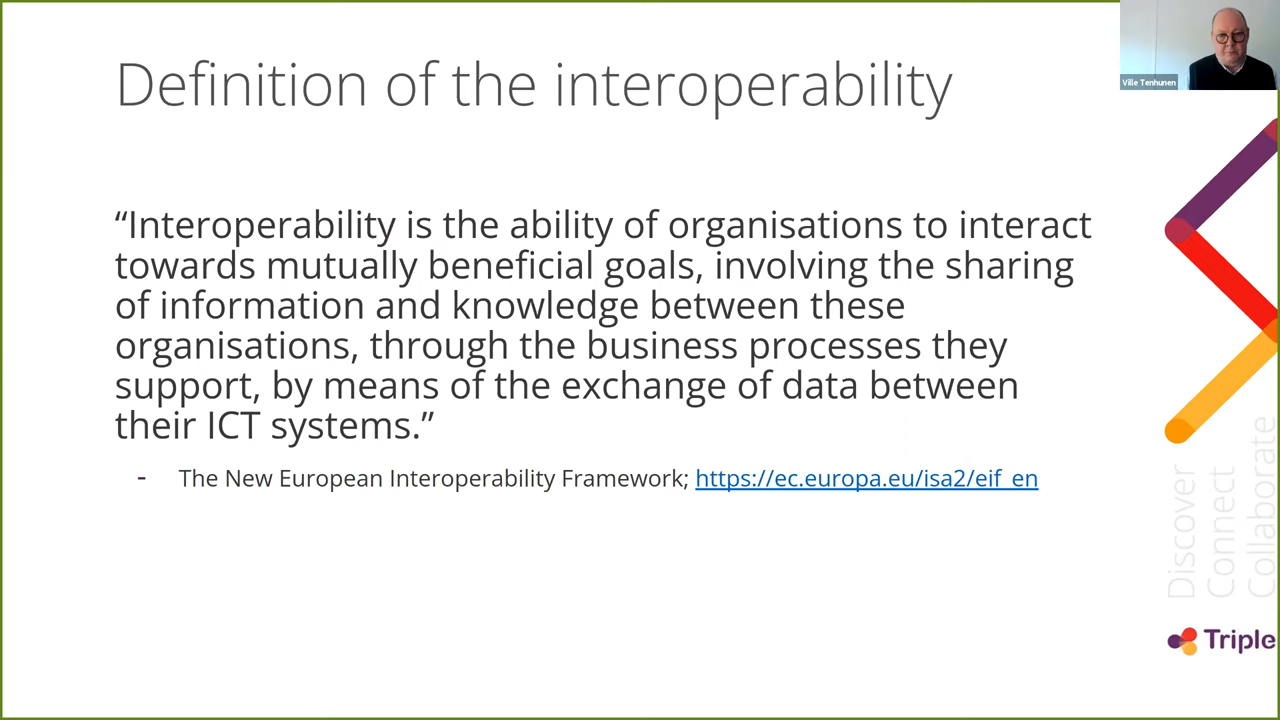 Definition of the interoperability
Ville Tenhunen
“Interoperability is the ability of organisations to interact
towards mutually beneficial goals, involving the sharing
of information and knowledge between these
organisations, through the business processes they
support, by means of the exchange of data between
their ICT systems.”
- The New European Interoperability Framework; https://ec.europa.eu/isa2/eif_en
Discover
Connect
Collaborate
Triple